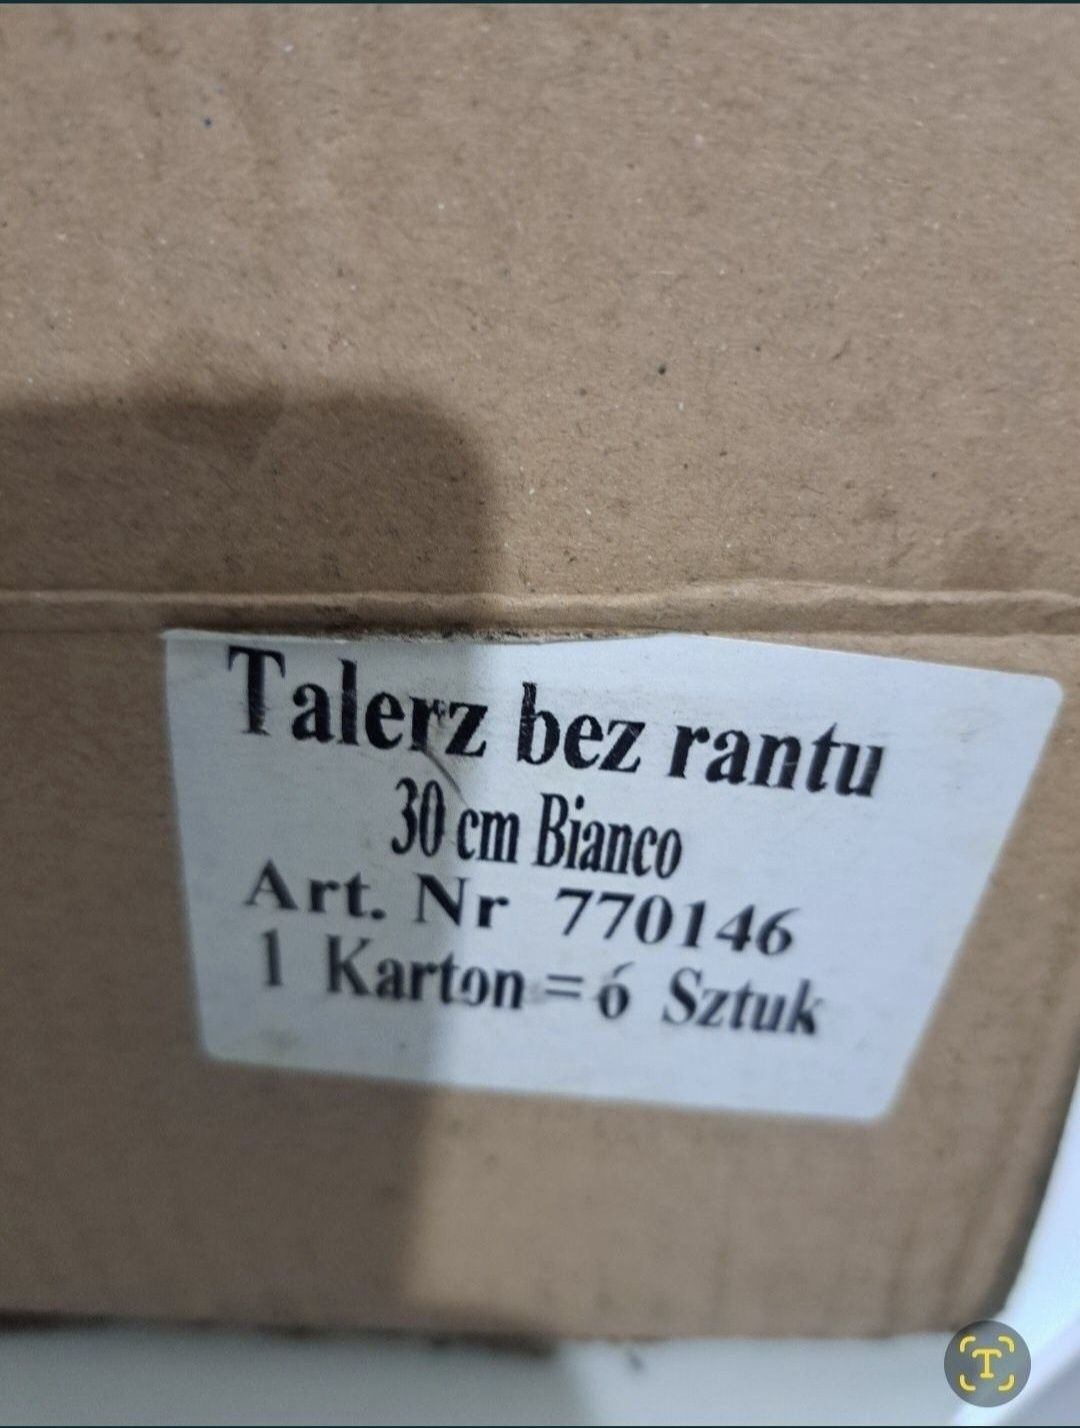 Talerz bez rantu
30 cm Bianco
Art. Nr 770146
1 Karton = 6 Sztuk